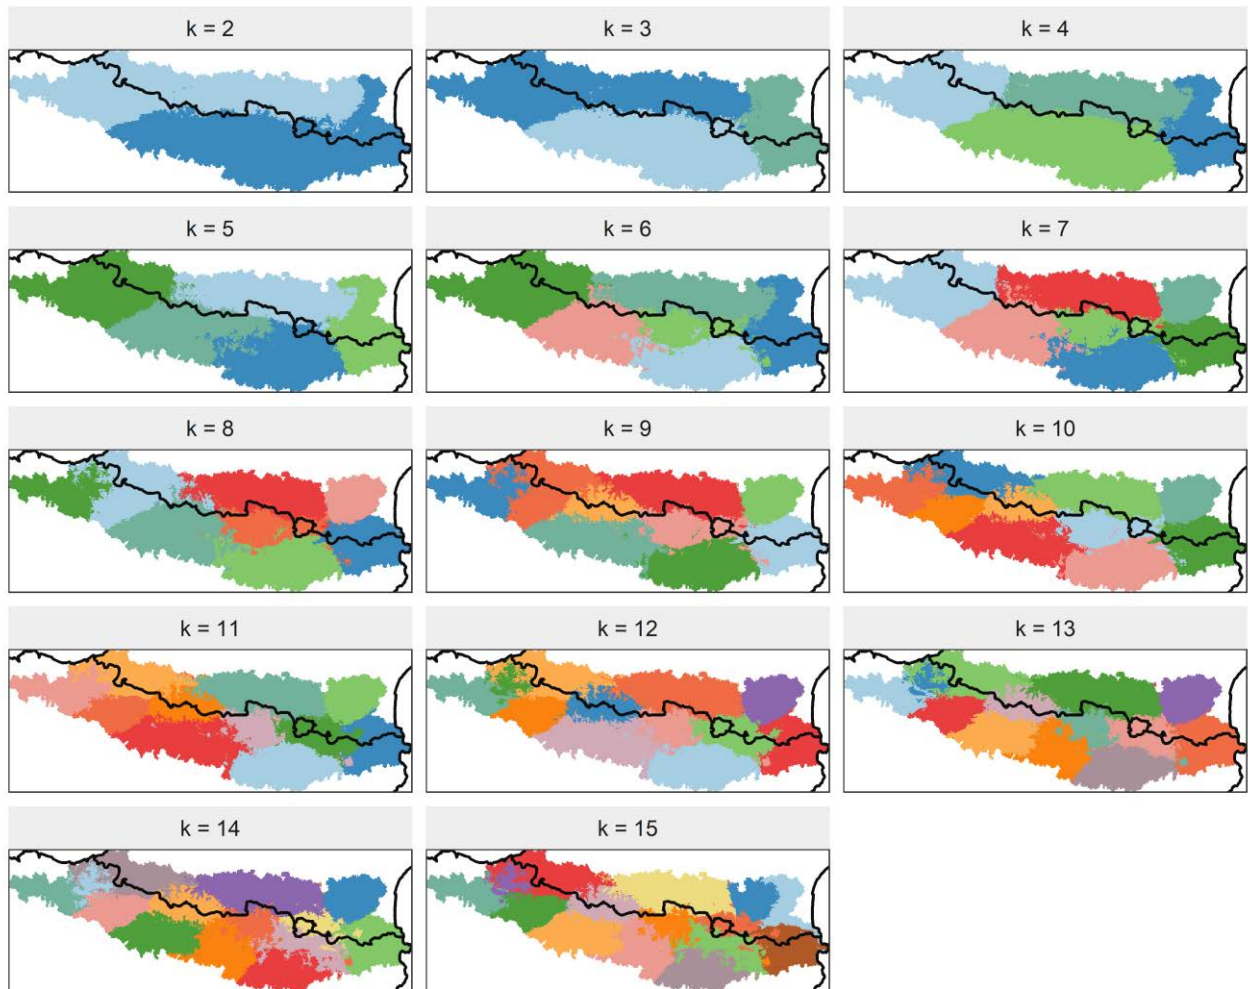 k = 2
k = 3
k = 4
k = 5
k = 6
k = 7
k = 8
k = 9
k = 10
k = 11
k = 12
k = 13
k = 14
k = 15